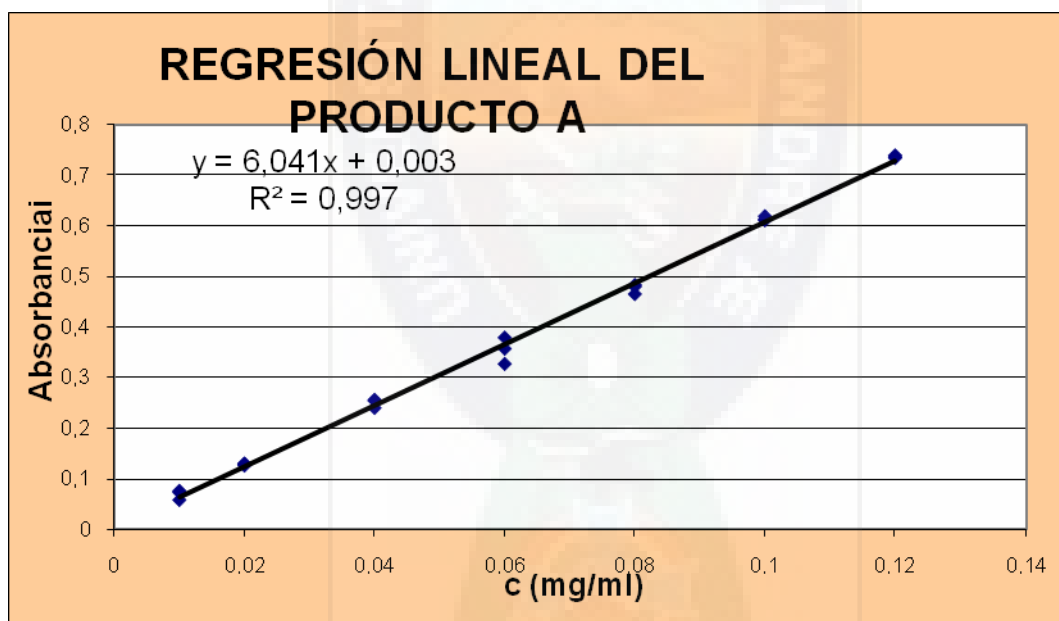 REGRESIÓN LINEAL DEL
PRODUCTO A
y = 6,041x + 0,003
R² = 0,997
Absorbanciai
0,8
0,7
0,6
0,5
0,4
0,3
0,2
0,1
0
0 0,02 0,04 0,06 0,08 0,1 0,12 0,14
c (mg/ml)